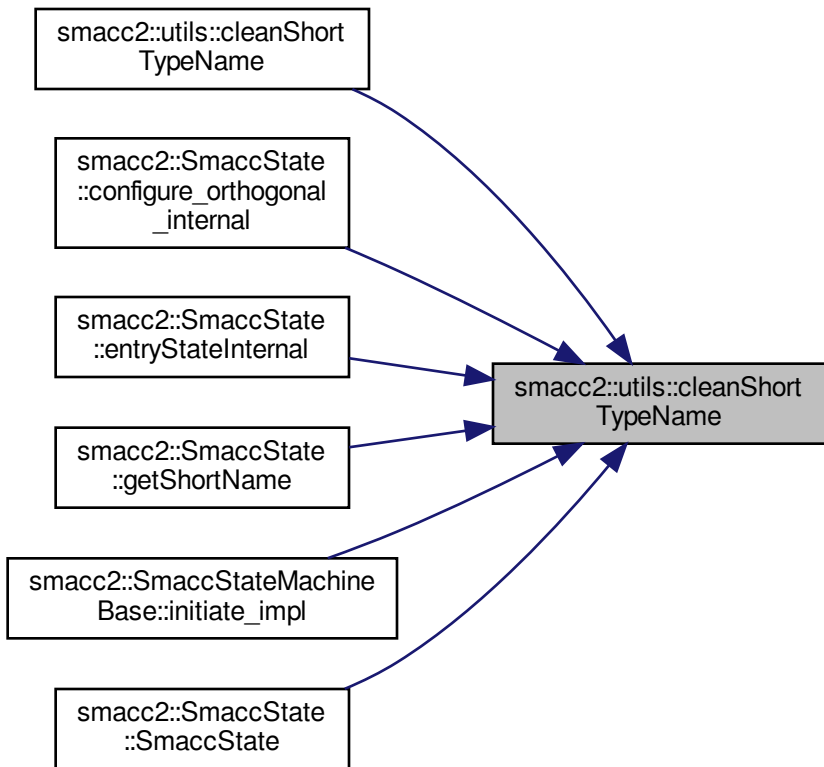 smacc2::utils::cleanShort
TypeName
smacc2::SmaccState
::configure_orthogonal
_internal
smacc2::SmaccState
::entryStateInternal
smacc2::utils::cleanShort
TypeName
smacc2::SmaccState
::getShortName
smacc2::SmaccStateMachine
Base::initiate_impl
smacc2::SmaccState
::SmaccState